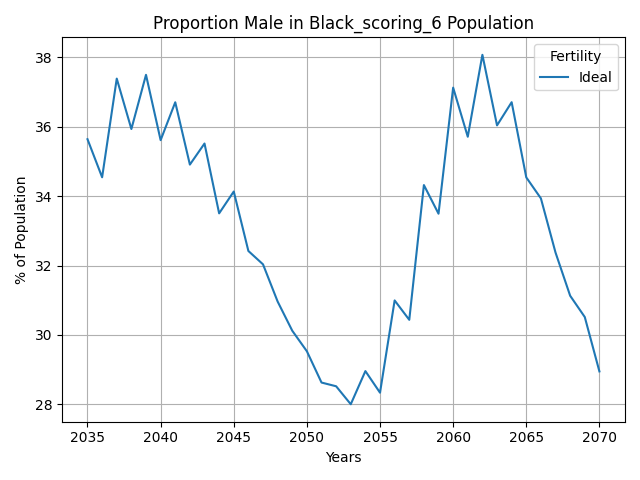 Proportion Male in Black_scoring_6 Population
Fertility
Ideal
% of Population
38
36
34
32
30
28
2035 2040 2045 2050 2055 2060 2065 2070
Years